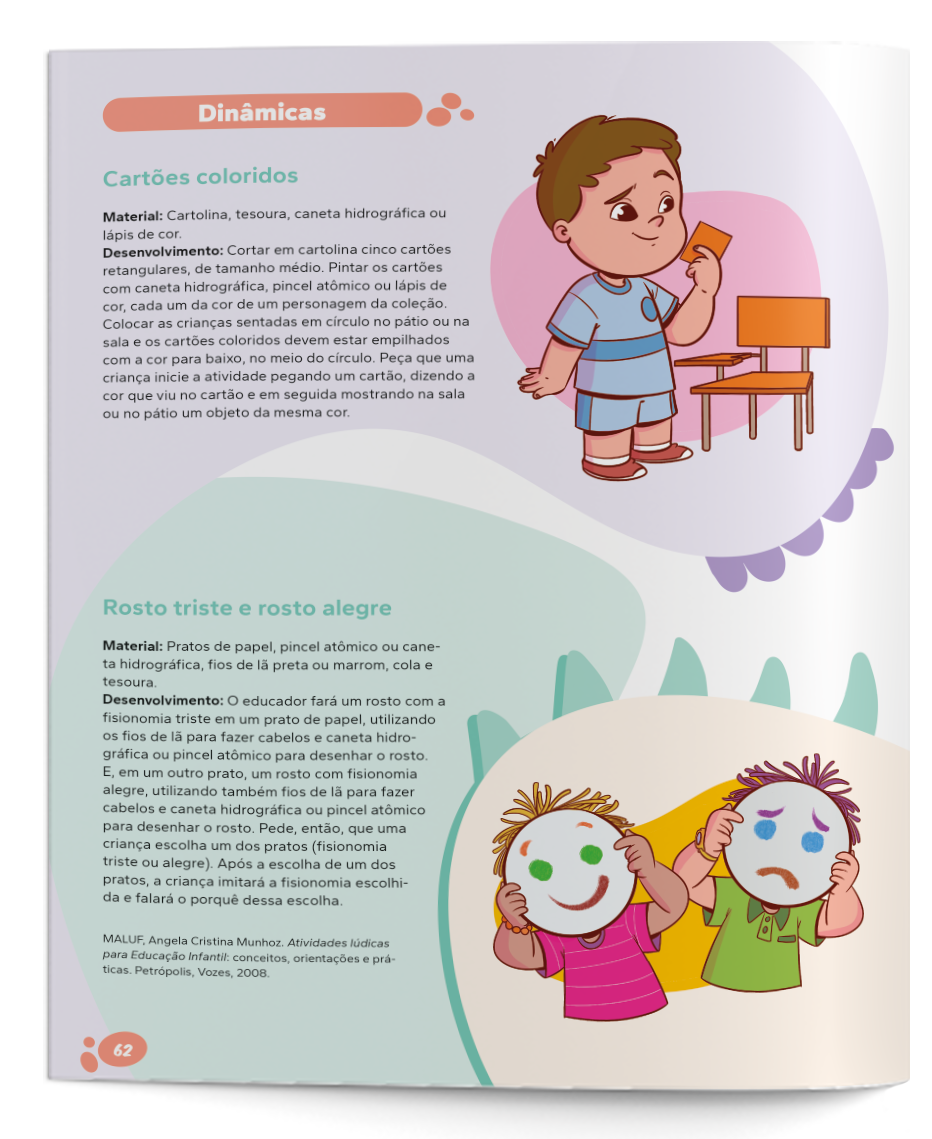 Dinâmicas
Cartões coloridos
Material: Cartolina, tesoura, caneta hidrográfica ou
lápis de cor.
Desenvolvimento: Cortar em cartolina cinco cartões
retangulares, de tamanho médio. Pintar os cartões
com caneta hidrográfica, pincel atômico ou lápis de
cor, cada um da cor de um personagem da coleção.
Colocar as crianças sentadas em círculo no pátio ou na
sala e os cartões coloridos devem estar empilhados
com a cor para baixo, no meio do círculo. Peça que uma
criança inicie a atividade pegando um cartão, dizendo a
cor que viu no cartão e em seguida mostrando na sala
ou no pátio um objeto da mesma cor.
Rosto triste e rosto alegre
Material: Pratos de papel, pincel atômico ou cane-
ta hidrográfica, fios de lã preta ou marrom, cola e
tesoura.
Desenvolvimento: O educador fará um rosto com a
fisionomia triste em um prato de papel, utilizando
os fios de lã para fazer cabelos e caneta hidro-
gráfica ou pincel atômico para desenhar o rosto.
E, em um outro prato, um rosto com fisionomia
alegre, utilizando também fios de lã para fazer
cabelos e caneta hidrográfica ou pincel atômico
para desenhar o rosto. Pede, então, que uma
criança escolha um dos pratos (fisionomia
triste ou alegre). Após a escolha de um dos
pratos, a criança imitará a fisionomia escolhi-
da e falará o porquê dessa escolha.
MALUF, Angela Cristina Munhoz. Atividades lúdicas
para Educação Infantil: conceitos, orientações e prá-
ticas. Petrópolis, Vozes, 2008.
62